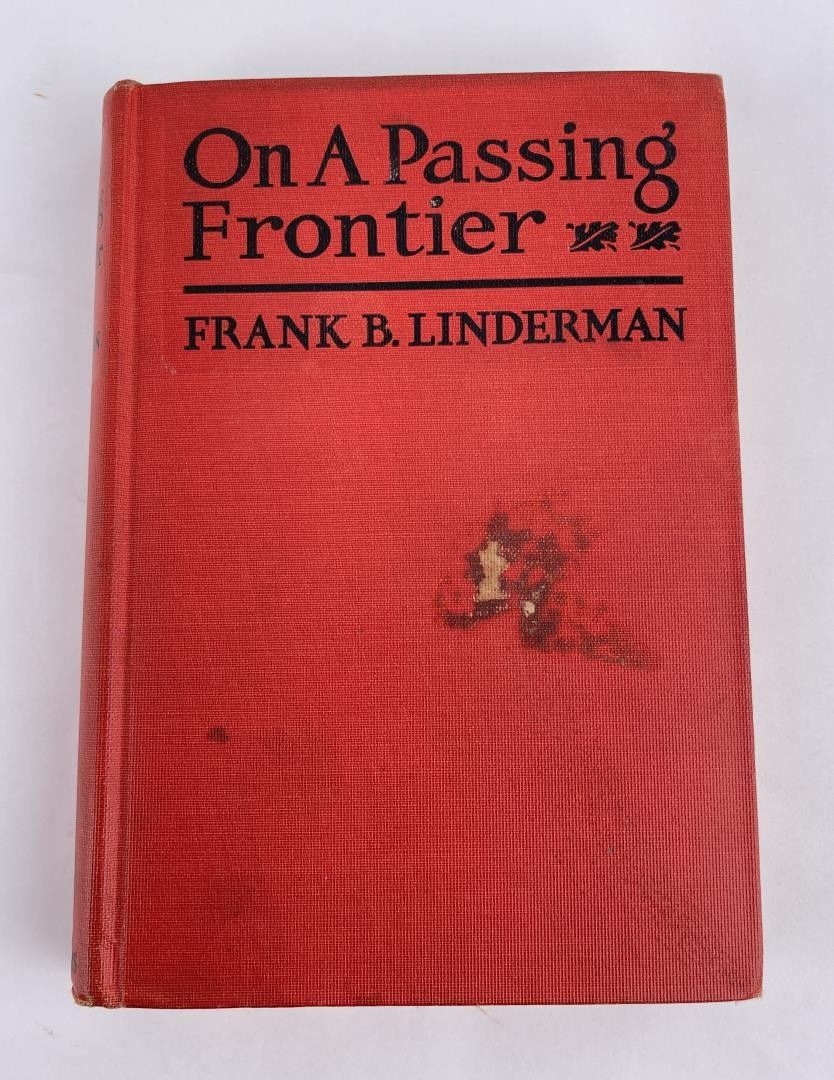 On A Passing
Frontier
FRANK B. LINDERMAN